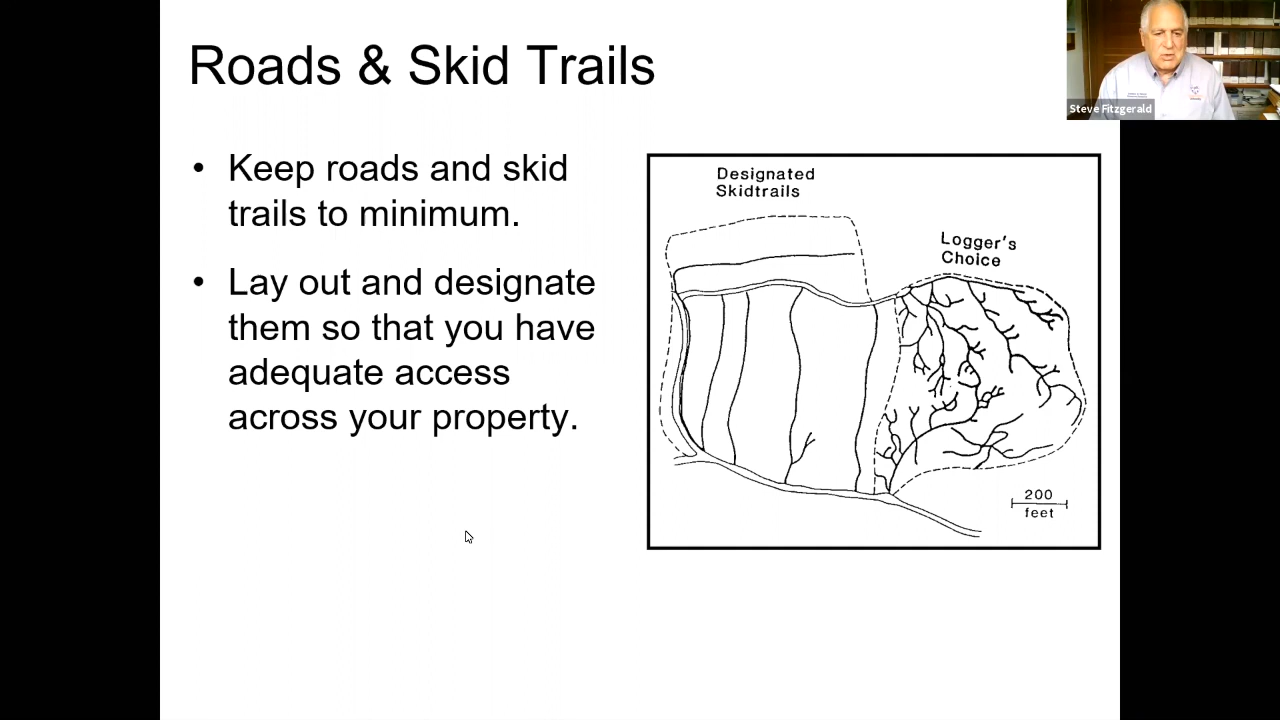 Roads & Skid Trails
Steve Fitzgerald
• Keep roads and skid
trails to minimum.
• Lay out and designate
them so that you have
adequate access
across your property.
Designated
Skidtrails
Logger's
Choice
200
feet